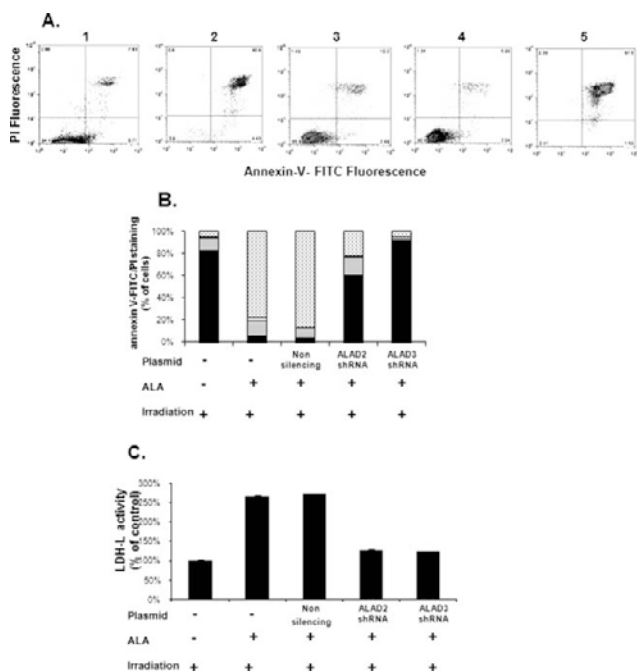 A.
1 2 3 4 5
PI Fluorescence
Annexin-V- FITC Fluorescence
B.
annexin V-FITC/PI staining
(% of cells)
100%
80%
60%
40%
20%
0%
Plasmid - - Non silencing ALAD2 shRNA ALAD3 shRNA
ALA - + + + +
Irradiation + + + + +
C.
LDH-L activity
(% of control)
300%
250%
200%
150%
100%
50%
0%
Plasmid - - Non silencing ALAD2 shRNA ALAD3 shRNA
ALA - + + + +
Irradiation + + + + +